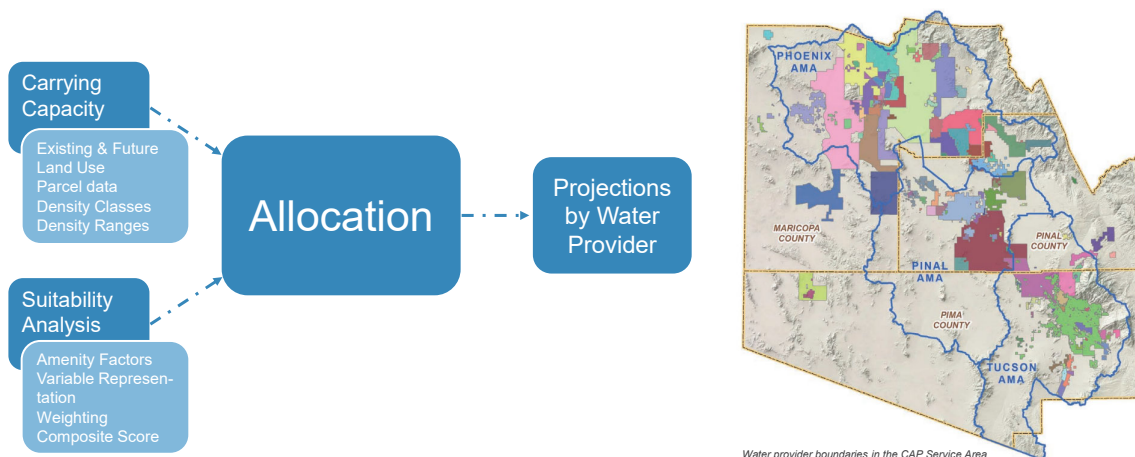 Carrying
Capacity
Existing & Future
Land Use
Parcel data
Density Classes
Density Ranges
Suitability
Analysis
Amenity Factors
Variable Represen-
tation
Weighting
Composite Score
Allocation
Projections
by Water
Provider
PHOENIX
AMA
MARICOPA
COUNTY
PINAL
COUNTY
PINAL
AMA
PIMA
COUNTY
TUCSON
AMA
Water provider boundaries in the CAP Service Area